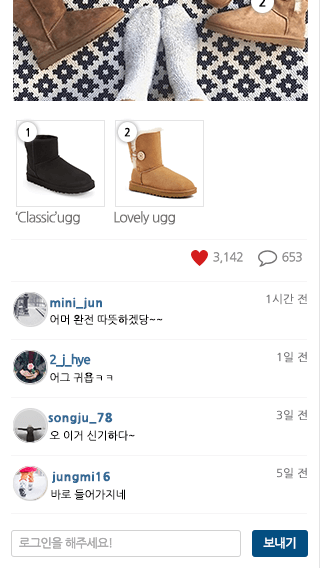 2
1
2
'Classic'ugg
Lovely ugg
3,142
653
mini_jun
1시간 전
어머 완전 따뜻하겠당~~
2_j_hye
1일 전
어그 귀욥ㅋㅋ
songju_78
3일 전
오 이거 신기하다~
jungmi16
5일 전
바로 들어가지네
로그인을 해주세요!
보내기